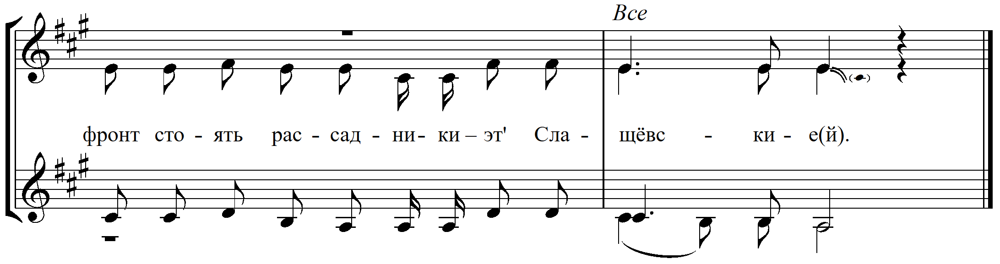 Все
фронт сто - ять рас - сад - ни - ки – эт' Сла - щёвс - ки - е(й).